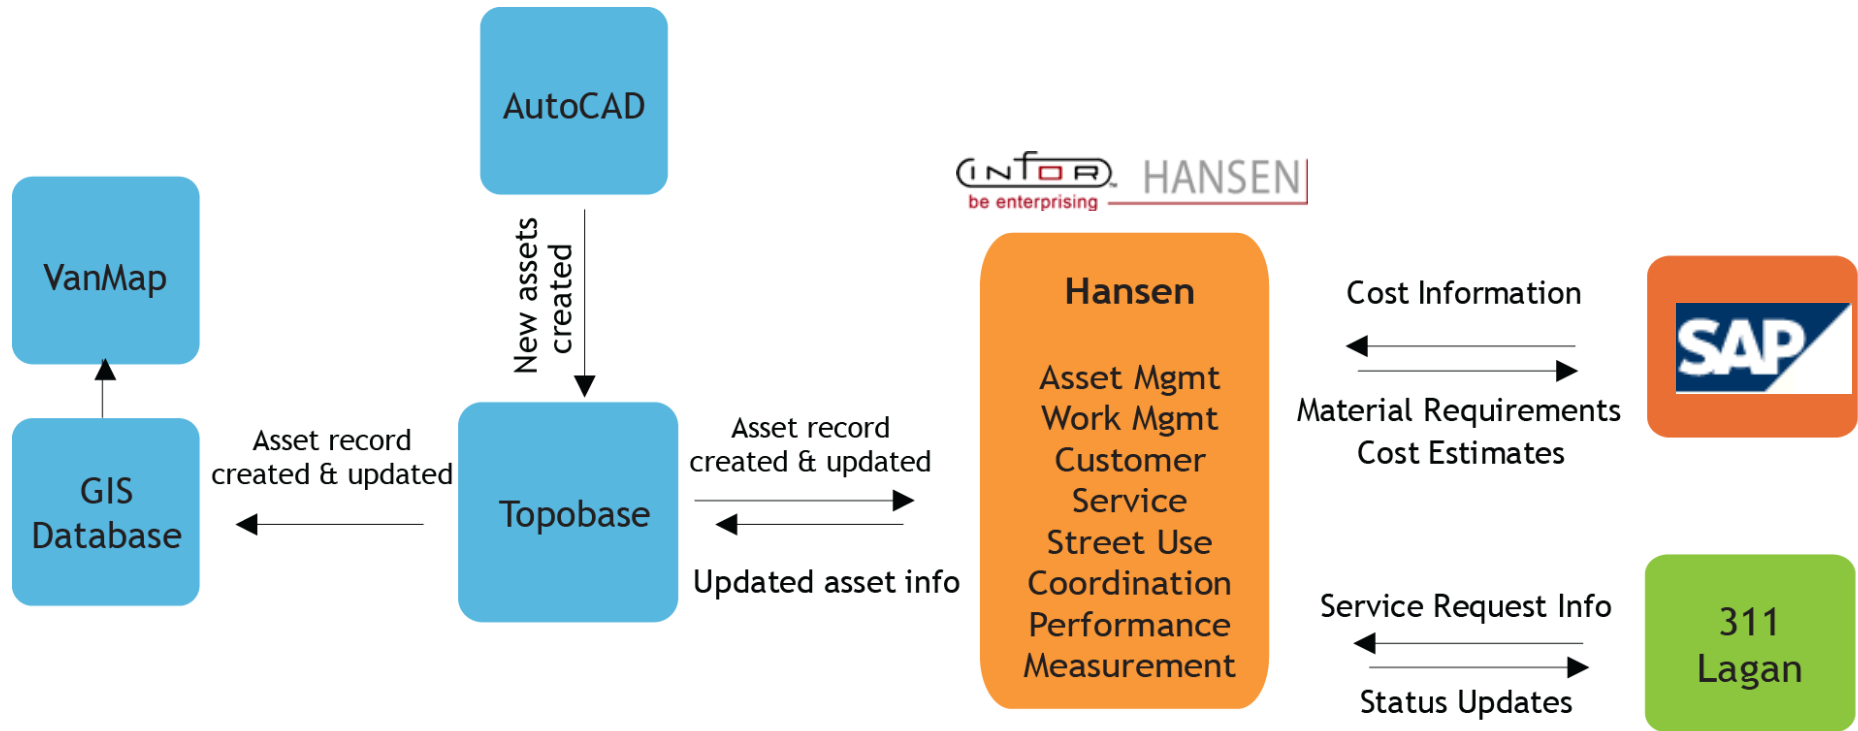 AutoCAD
New assets
created
VanMap
GIS
Database
Asset record
created & updated
Topobase
Asset record
created & updated
Updated asset info
infor™
be enterprising
HANSEN
Hansen
Asset Mgmt
Work Mgmt
Customer
Service
Street Use
Coordination
Performance
Measurement
Cost Information
Material Requirements
Cost Estimates
SAP
Service Request Info
Status Updates
311
Lagan